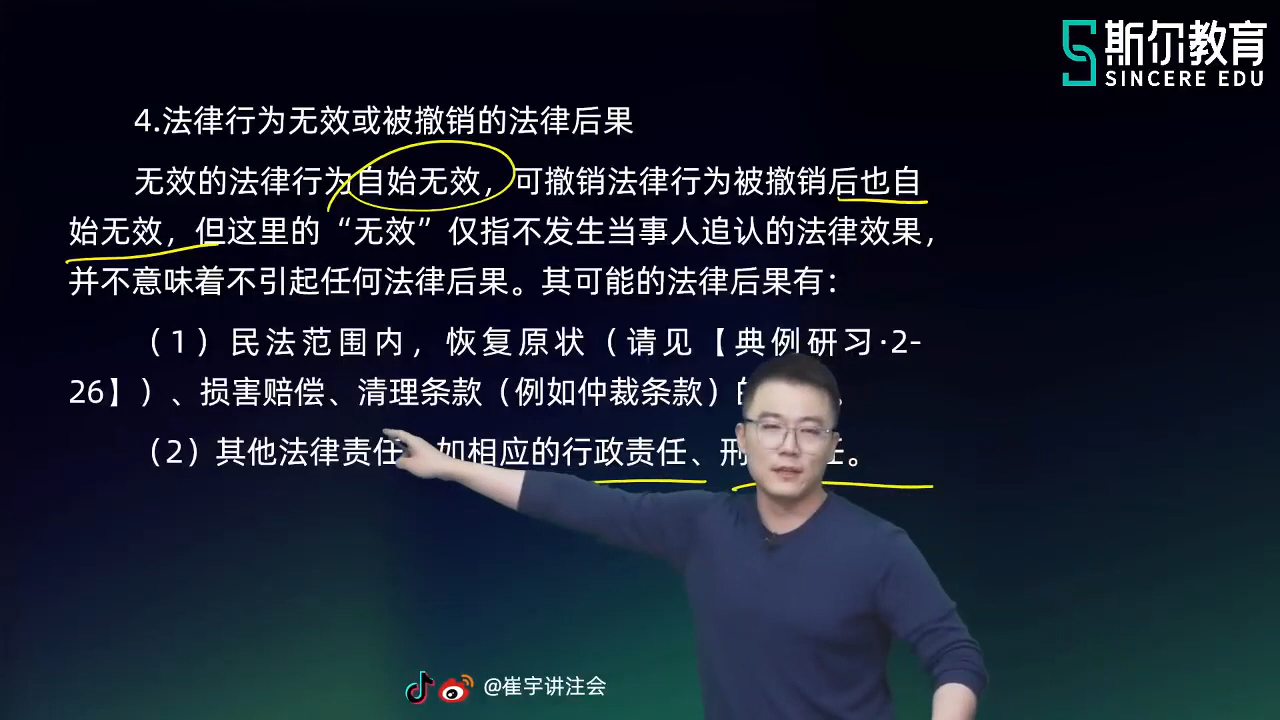 斯尔教育
SINCERE EDU
4.法律行为无效或被撤销的法律后果
无效的法律行为自始无效，可撤销法律行为被撤销后也自
始无效，但这里的“无效”仅指不发生当事人追认的法律效果，
并不意味着不引起任何法律后果。其可能的法律后果有：
（1）民法范围内，恢复原状（请见【典例研习·2-
26】）、损害赔偿、清理条款（例如仲裁条款）
（2）其他法律责任 如相应的行政责任、刑 任。
@崔宇讲注会